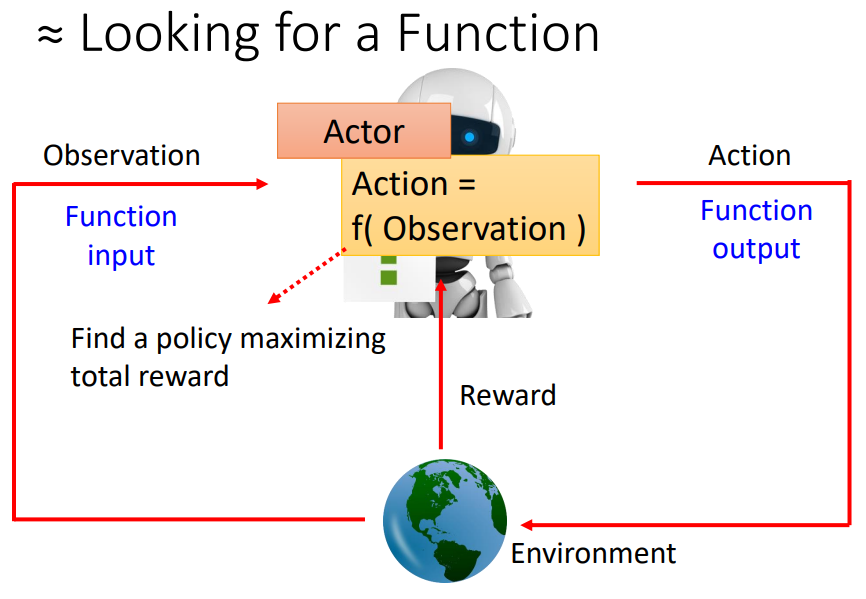 ≈ Looking for a Function
Actor
Observation
Action
Action =
f( Observation )
Function
input
Function
output
Find a policy maximizing
total reward
Reward
Environment